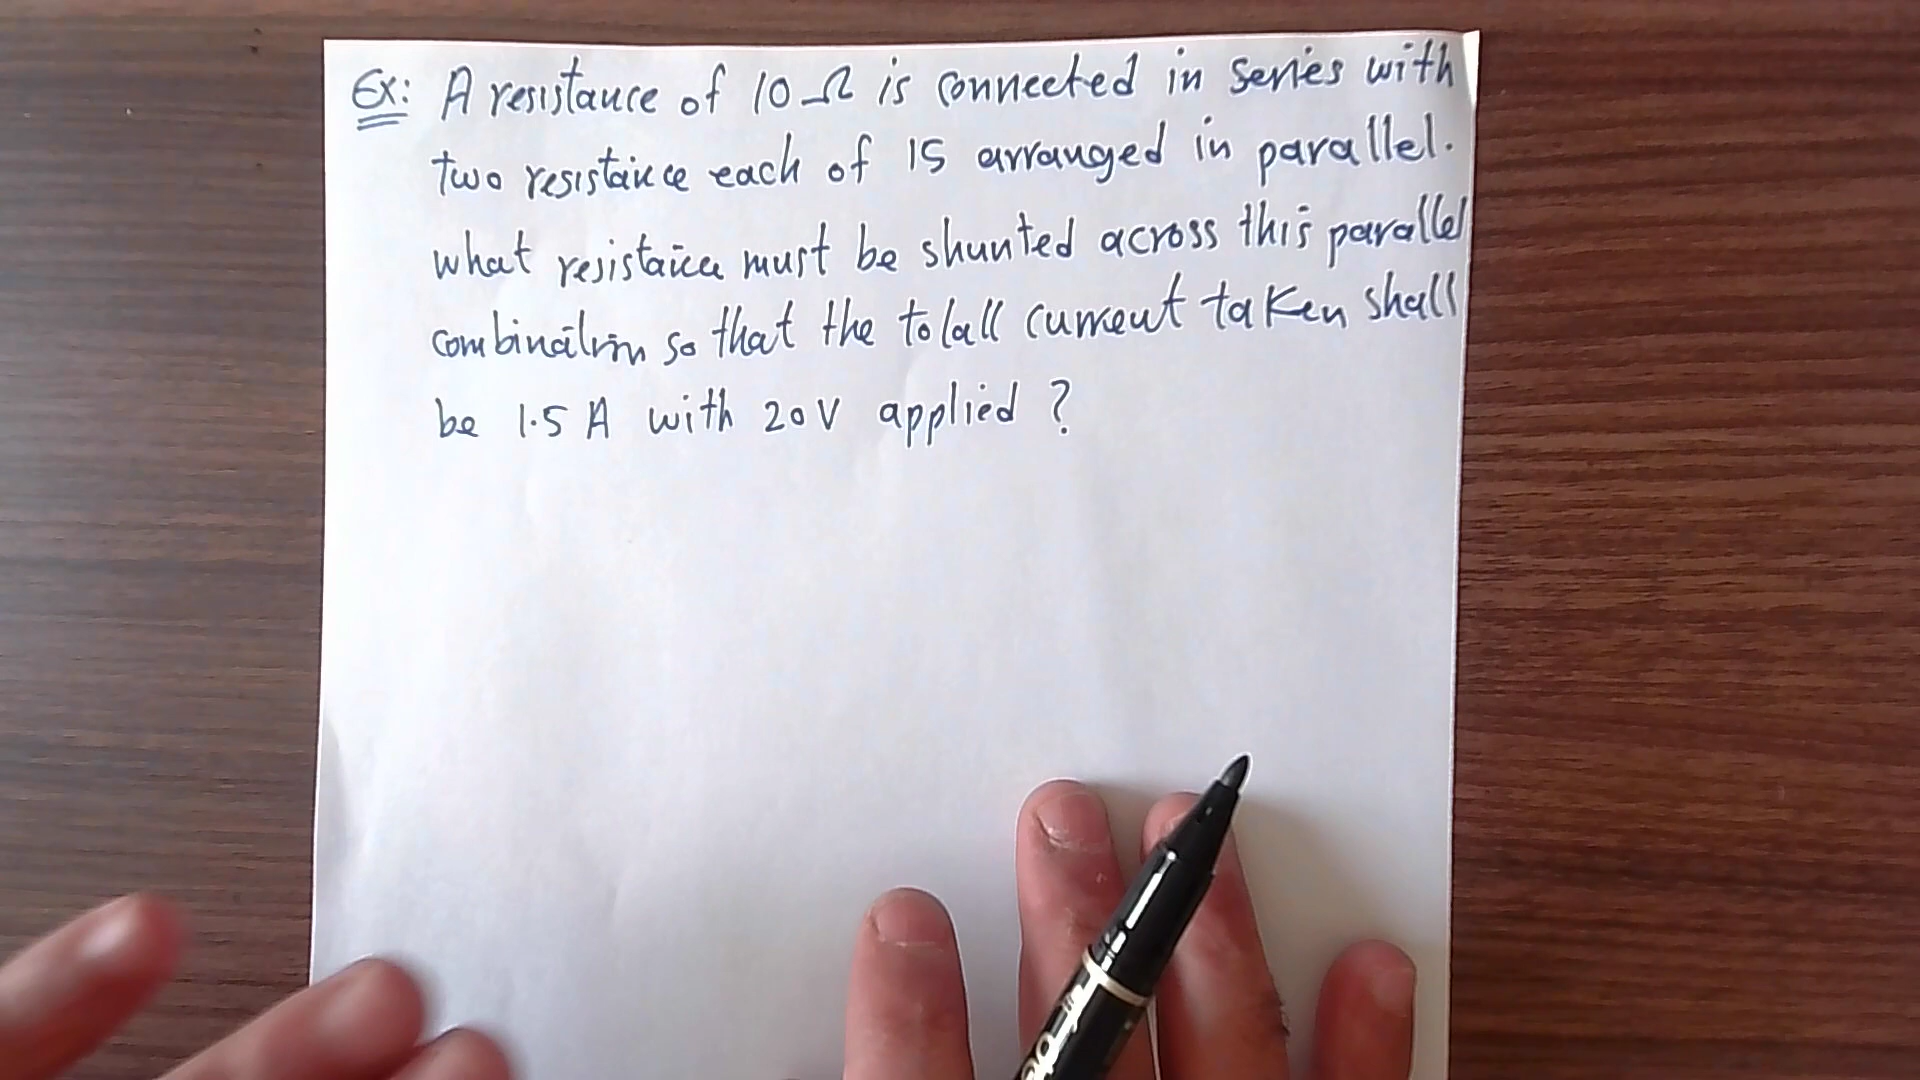 Ex: A resistance of 10 Ω is connected in series with
two resistance each of 15 arranged in parallel.
what resistance must be shunted across this parallel
combination so that the totall current taken shall
be 1.5 A with 20V applied ?